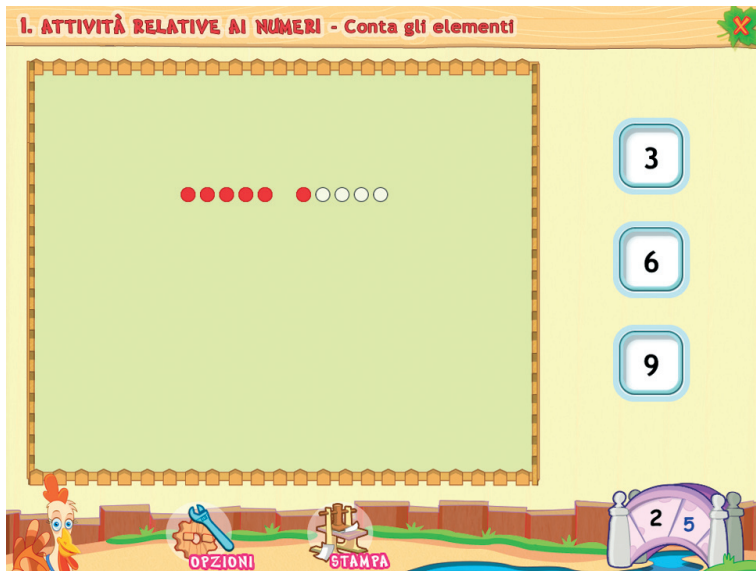 1. ATTIVITÀ RELATIVE AI NUMERI - Conta gli elementi
X
3
6
9
2 5
OPZIONI
STAMPA